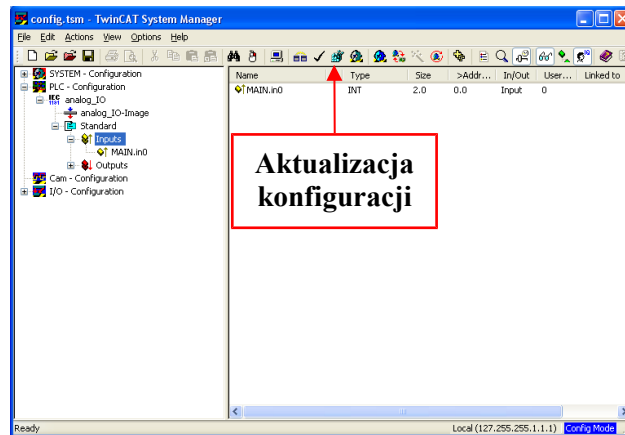 config.tsm - TwinCAT System Manager
File Edit Actions View Options Help
SYSTEM - Configuration
PLC - Configuration
IEC
1131
analog_IO
analog_IO-Image
Standard
Inputs
MAIN.in0
Outputs
Cam - Configuration
I/O - Configuration
Name Type Size >Addr... In/Out User... Linked to
MAIN.in0 INT 2.0 0.0 Input 0
Aktualizacja
konfiguracji
Ready Local (127.255.255.1.1.1) Config Mode